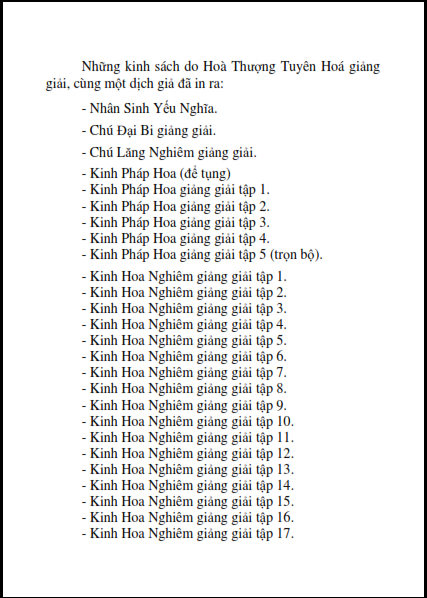 Những kinh sách do Hoà Thượng Tuyên Hoá giảng
giải, cùng một dịch giả đã in ra:
- Nhân Sinh Yếu Nghĩa.
- Chú Đại Bi giảng giải.
- Chú Lăng Nghiêm giảng giải.
- Kinh Pháp Hoa (để tụng)
- Kinh Pháp Hoa giảng giải tập 1.
- Kinh Pháp Hoa giảng giải tập 2.
- Kinh Pháp Hoa giảng giải tập 3.
- Kinh Pháp Hoa giảng giải tập 4.
- Kinh Pháp Hoa giảng giải tập 5 (trọn bộ).
- Kinh Hoa Nghiêm giảng giải tập 1.
- Kinh Hoa Nghiêm giảng giải tập 2.
- Kinh Hoa Nghiêm giảng giải tập 3.
- Kinh Hoa Nghiêm giảng giải tập 4.
- Kinh Hoa Nghiêm giảng giải tập 5.
- Kinh Hoa Nghiêm giảng giải tập 6.
- Kinh Hoa Nghiêm giảng giải tập 7.
- Kinh Hoa Nghiêm giảng giải tập 8.
- Kinh Hoa Nghiêm giảng giải tập 9.
- Kinh Hoa Nghiêm giảng giải tập 10.
- Kinh Hoa Nghiêm giảng giải tập 11.
- Kinh Hoa Nghiêm giảng giải tập 12.
- Kinh Hoa Nghiêm giảng giải tập 13.
- Kinh Hoa Nghiêm giảng giải tập 14.
- Kinh Hoa Nghiêm giảng giải tập 15.
- Kinh Hoa Nghiêm giảng giải tập 16.
- Kinh Hoa Nghiêm giảng giải tập 17.